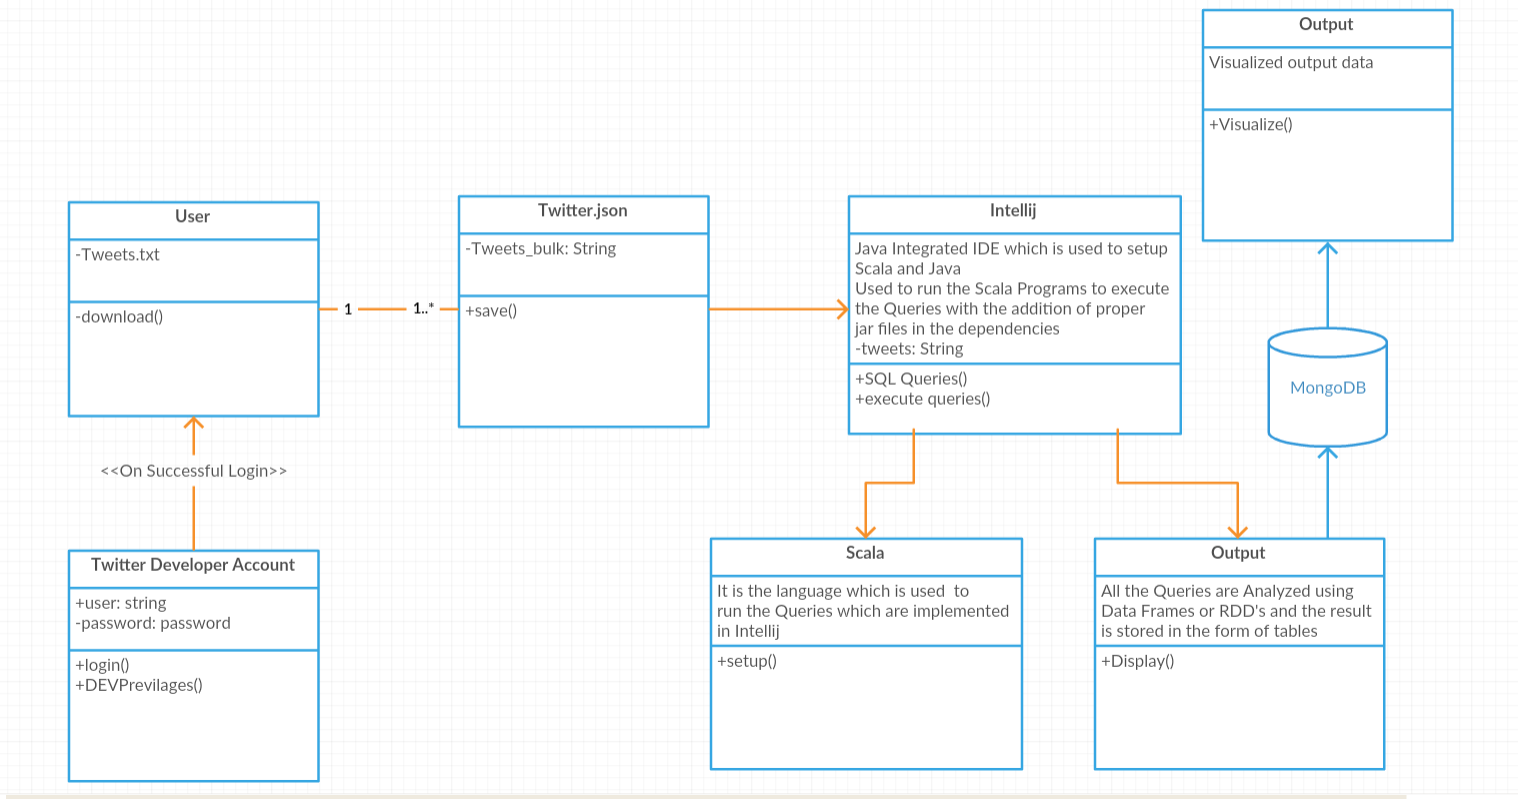 Output
Visualized output data
+Visualize()
User
-Tweets.txt
-download()
1
1..*
Twitter.json
-Tweets_bulk: String
+save()
Intellij
Java Integrated IDE which is used to setup
Scala and Java
Used to run the Scala Programs to execute
the Queries with the addition of proper
jar files in the dependencies
-tweets: String
+SQL Queries()
+execute queries()
MongoDB
<<On Successful Login>>
Twitter Developer Account
+user: string
-password: password
+login()
+DEVPrevilages()
Scala
It is the language which is used  to
run the Queries which are implemented
in Intellij
+setup()
Output
All the Queries are Analyzed using
Data Frames or RDD's and the result
is stored in the form of tables
+Display()